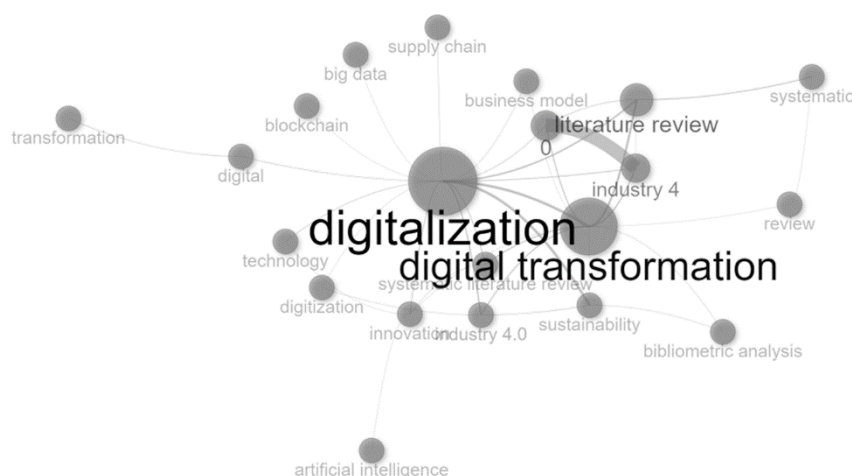 supply chain
big data
business model
systematic
blockchain
literature review
transformation
0
digital
industry 4
review
digitalization
technology
digital transformation
systematic literature review
digitization
sustainability
innovation
industry 4.0
bibliometric analysis
artificial intelligence